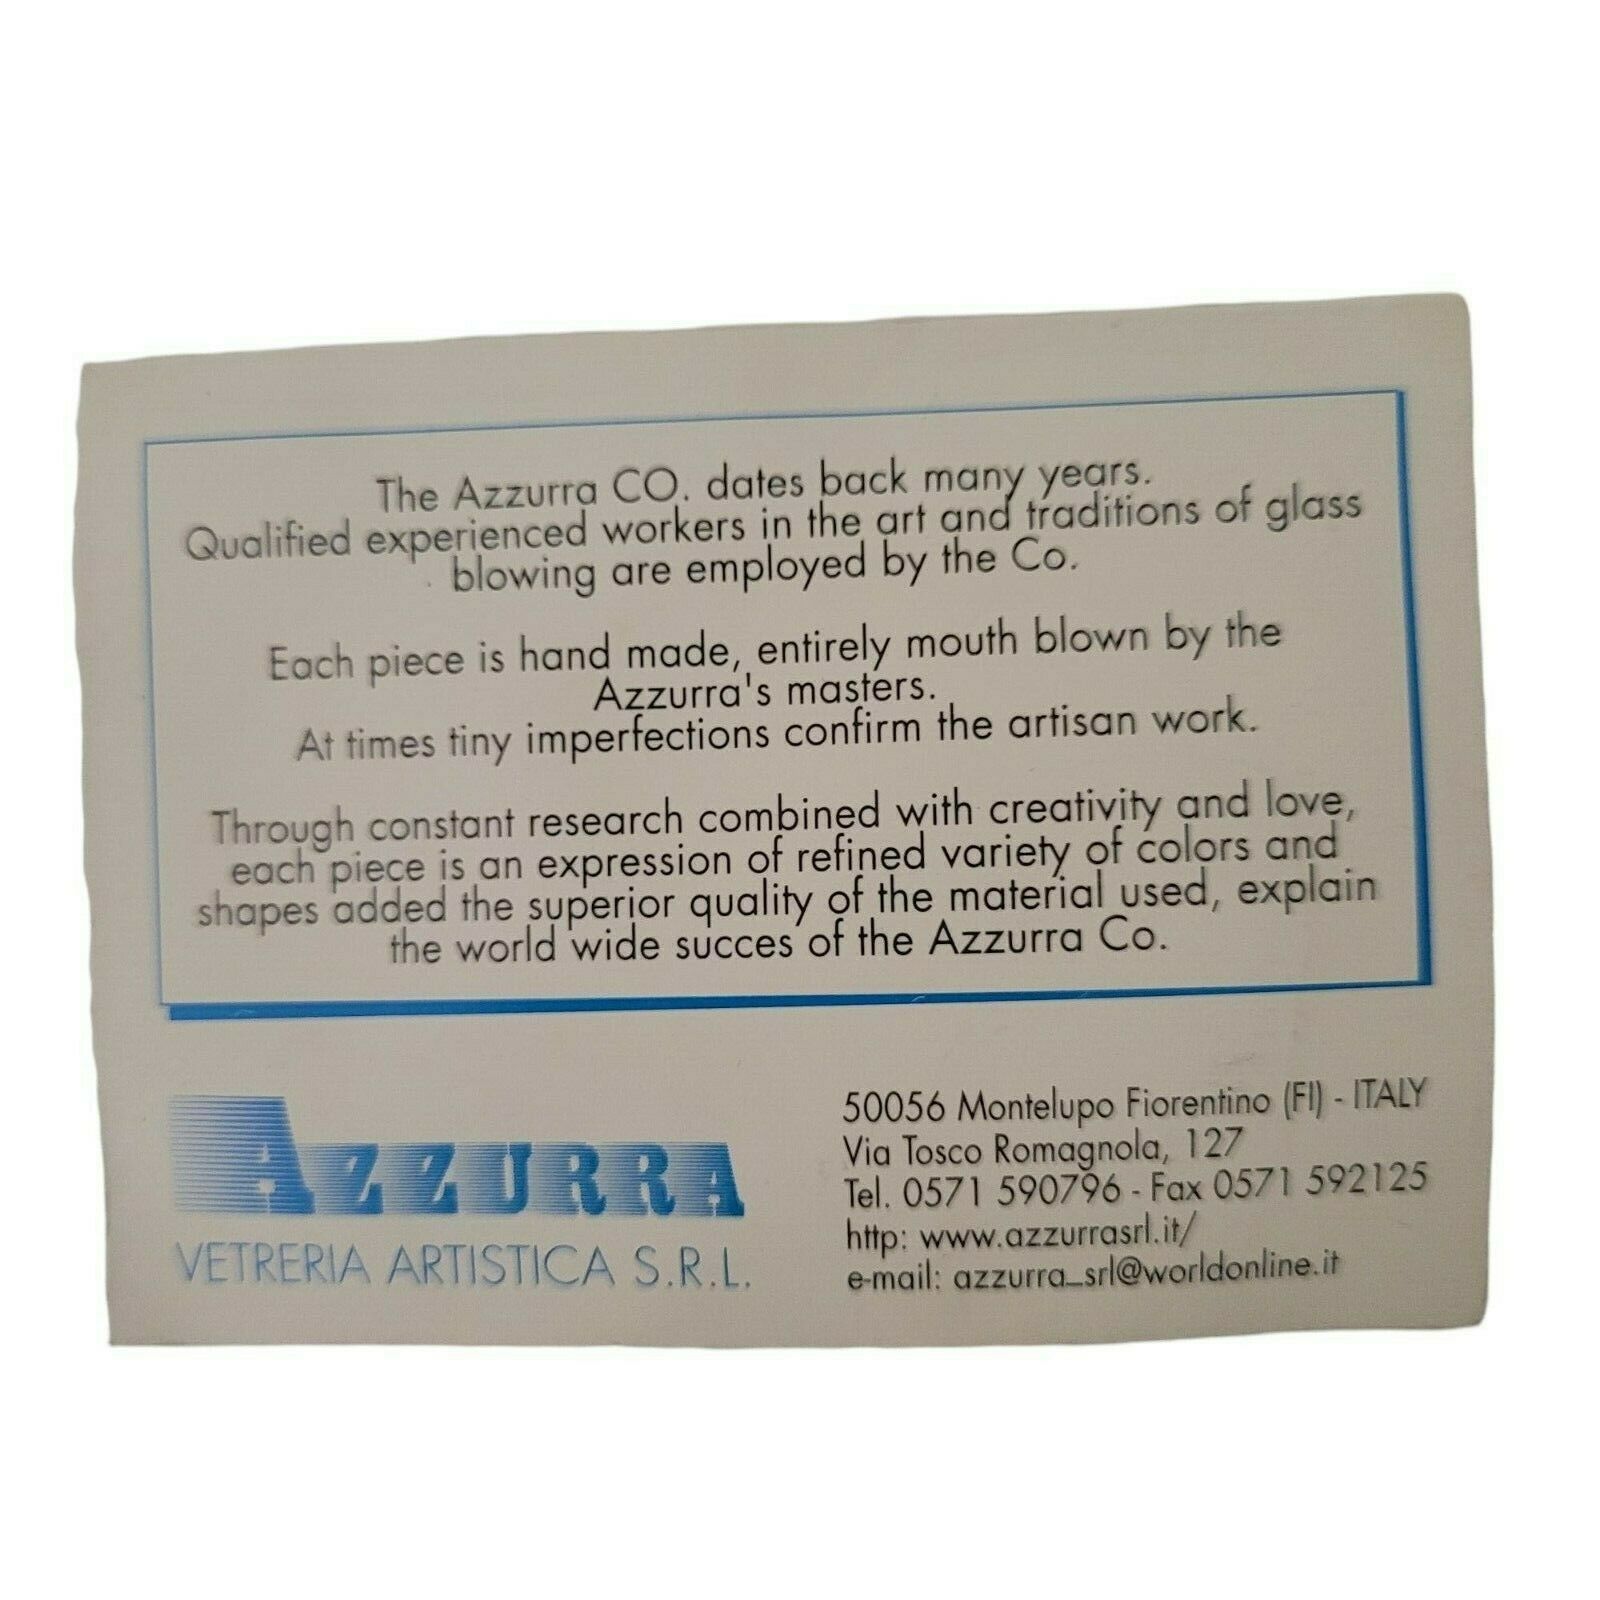 The Azzurra CO. dates back many years.
Qualified experienced workers in the art and traditions of glass
blowing are employed by the Co.
Each piece is hand made, entirely mouth blown by the
Azzurra's masters.
At times tiny imperfections confirm the artisan work.
Through constant research combined with creativity and love,
each piece is an expression of refined variety of colors and
shapes added the superior quality of the material used, explain
the world wide succes of the Azzurra Co.
AZZURRA
VETRERIA ARTISTICA S.R.L.
50056 Montelupo Fiorentino (FI) - ITALY
Via Tosco Romagnola, 127
Tel. 0571 590796 - Fax 0571 592125
http: www.azzurrasrl.it/
e-mail: azzurra_srl@worldonline.it